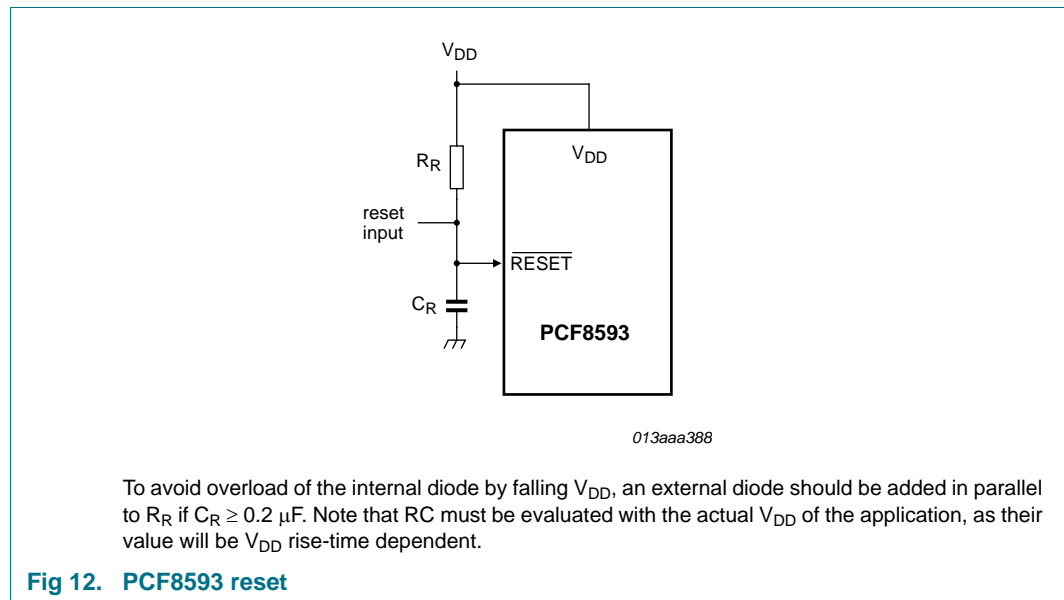 VDD
VDD
RR
reset
input
RESET
CR
PCF8593
013aaa388
To avoid overload of the internal diode by falling VDD, an external diode should be added in parallel
to RR if CR ≥ 0.2 μF. Note that RC must be evaluated with the actual VDD of the application, as their
value will be VDD rise-time dependent.
Fig 12. PCF8593 reset